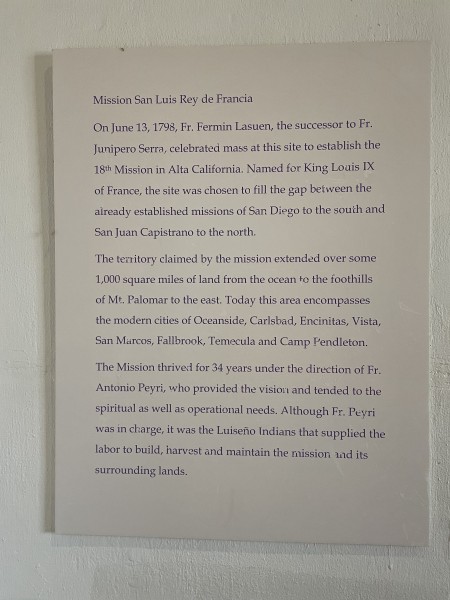 Mission San Luis Rey de Francia
On June 13, 1798, Fr. Fermin Lasuen, the successor to Fr.
Junipero Serra, celebrated mass at this site to establish the
18th Mission in Alta California. Named for King Louis IX
of France, the site was chosen to fill the gap between the
already established missions of San Diego to the south and
San Juan Capistrano to the north.
The territory claimed by the mission extended over some
1,000 square miles of land from the ocean to the foothills
of Mt. Palomar to the east. Today this area encompasses
the modern cities of Oceanside, Carlsbad, Encinitas, Vista,
San Marcos, Fallbrook, Temecula and Camp Pendleton.
The Mission thrived for 34 years under the direction of Fr.
Antonio Peyri, who provided the vision and tended to the
spiritual as well as operational needs. Although Fr. Peyri
was in charge, it was the Luiseño Indians that supplied the
labor to build, harvest and maintain the mission and its
surrounding lands.